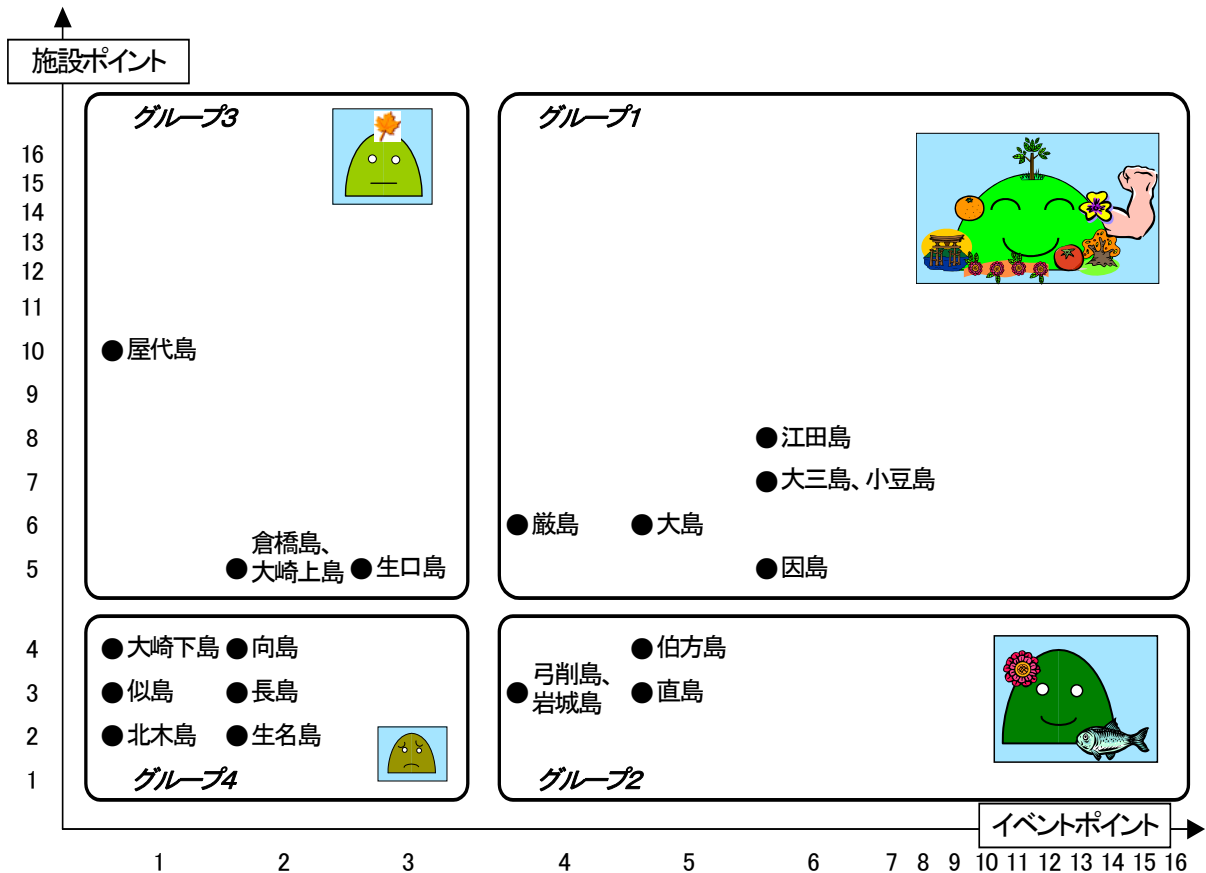 施設ポイント
グループ3
グループ1
16
15
14
13
12
11
10
9
8
7
6
5
4
3
2
1
●屋代島
●江田島
●大三島、小豆島
●厳島
●大島
倉橋島、
●大崎上島
●生口島
●因島
●大崎下島
●向島
●伯方島
●似島
●長島
弓削島、
●岩城島
●直島
●北木島
●生名島
グループ4
グループ2
イベントポイント
1 2 3 4 5 6 7 8 9 10 11 12 13 14 15 16